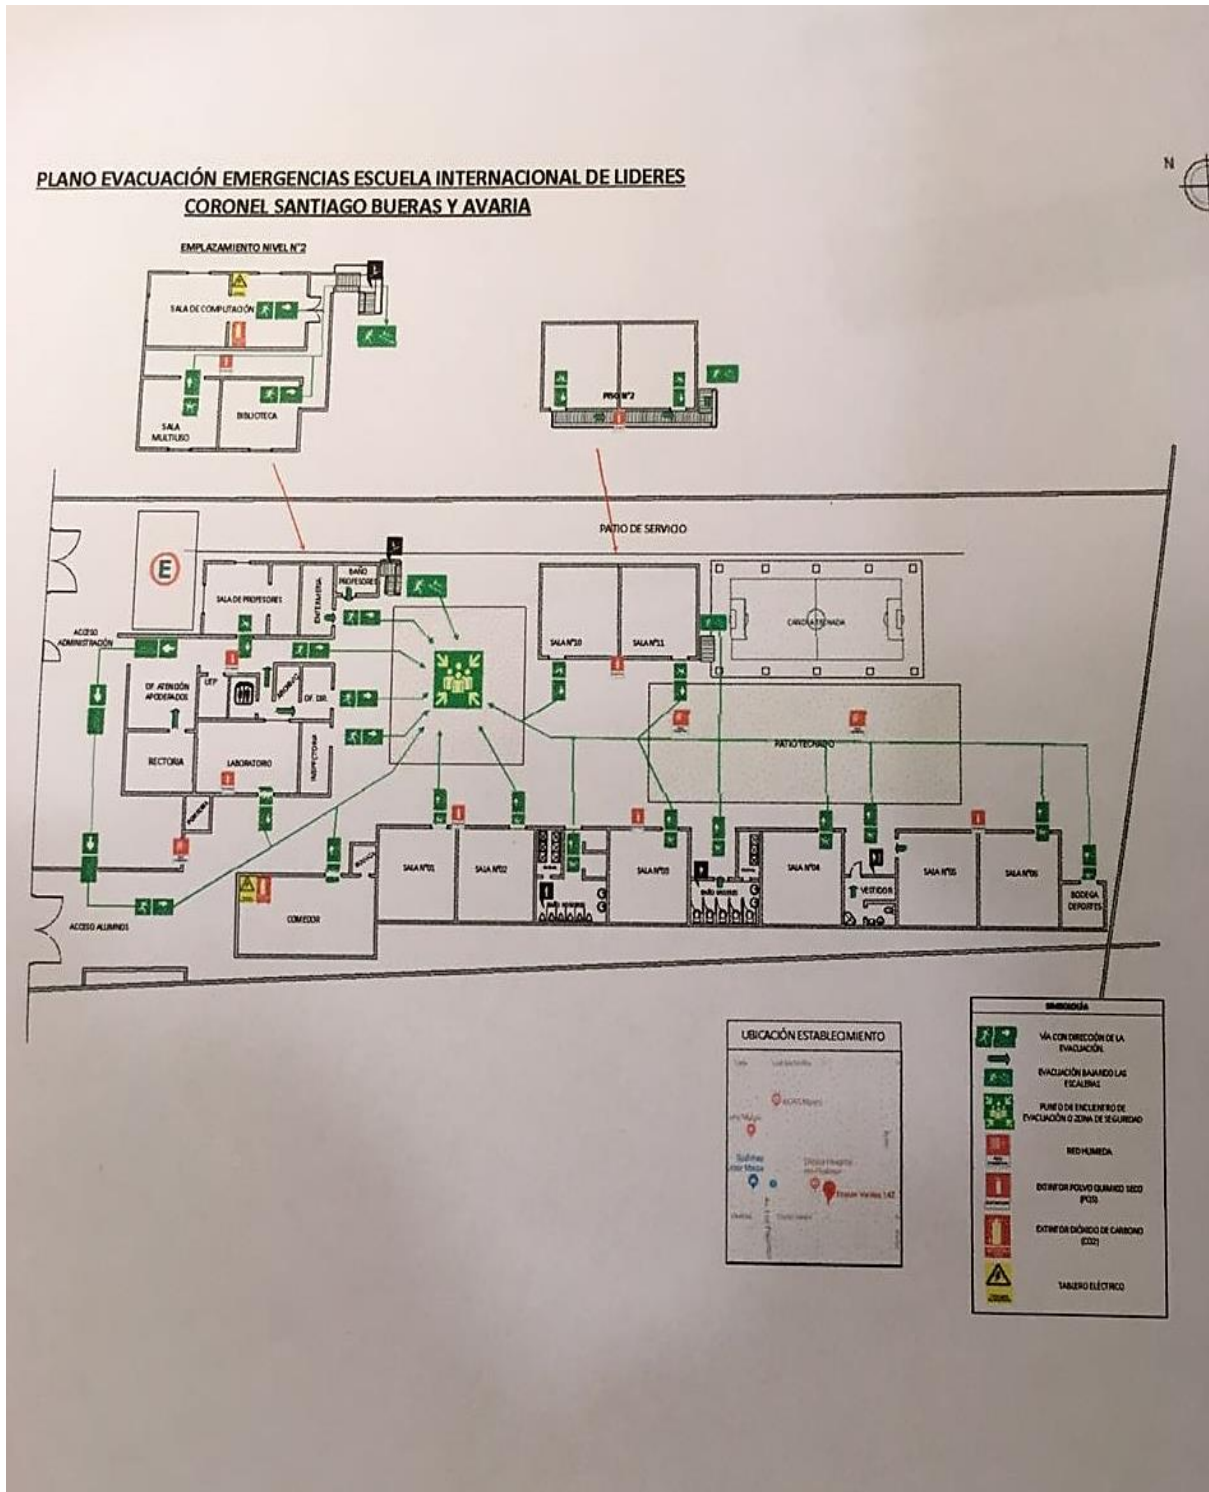 PLANO EVACUACIÓN EMERGENCIAS ESCUELA INTERNACIONAL DE LIDERES
CORONEL SANTIAGO BUERAS Y AVARIA
N
EMPLAZAMIENTO NIVEL N°2
SALA DE COMPUTACIÓN
SALA
MULTIUSO
BIBLIOTECA
PISO N°2
PATIO DE SERVICIO
E
SALA DE PROFESORES
ENFERMERIA
BAÑO
PROFESORES
ACCESO
ADMINISTRACIÓN
OF. ATENCIÓN
APODERADOS
UTP
OF. DIR.
RECTORIA
LABORATORIO
INSPECTORIA
PORTERIA
SALA N°10
SALA N°11
CANCHA TECHADA
PATIO TECHADO
SALA N°01
SALA N°02
SALA N°03
SALA N°04
VESTIDOR
SALA N°05
SALA N°06
BODEGA
DEPORTES
COMEDOR
ACCESO ALUMNOS
UBICACIÓN ESTABLECIMIENTO
SIMBOLOGÍA
VÍA CON DIRECCIÓN DE LA
EVACUACIÓN.
EVACUACIÓN BAJANDO LAS
ESCALERAS
PUNTO DE ENCUENTRO DE
EVACUACIÓN O ZONA DE SEGURIDAD
RED HUMEDA
EXTINTOR POLVO QUIMICO SECO
(PQS)
EXTINTOR DIÓXIDO DE CARBONO
(CO2)
TABLERO ELÉCTRICO